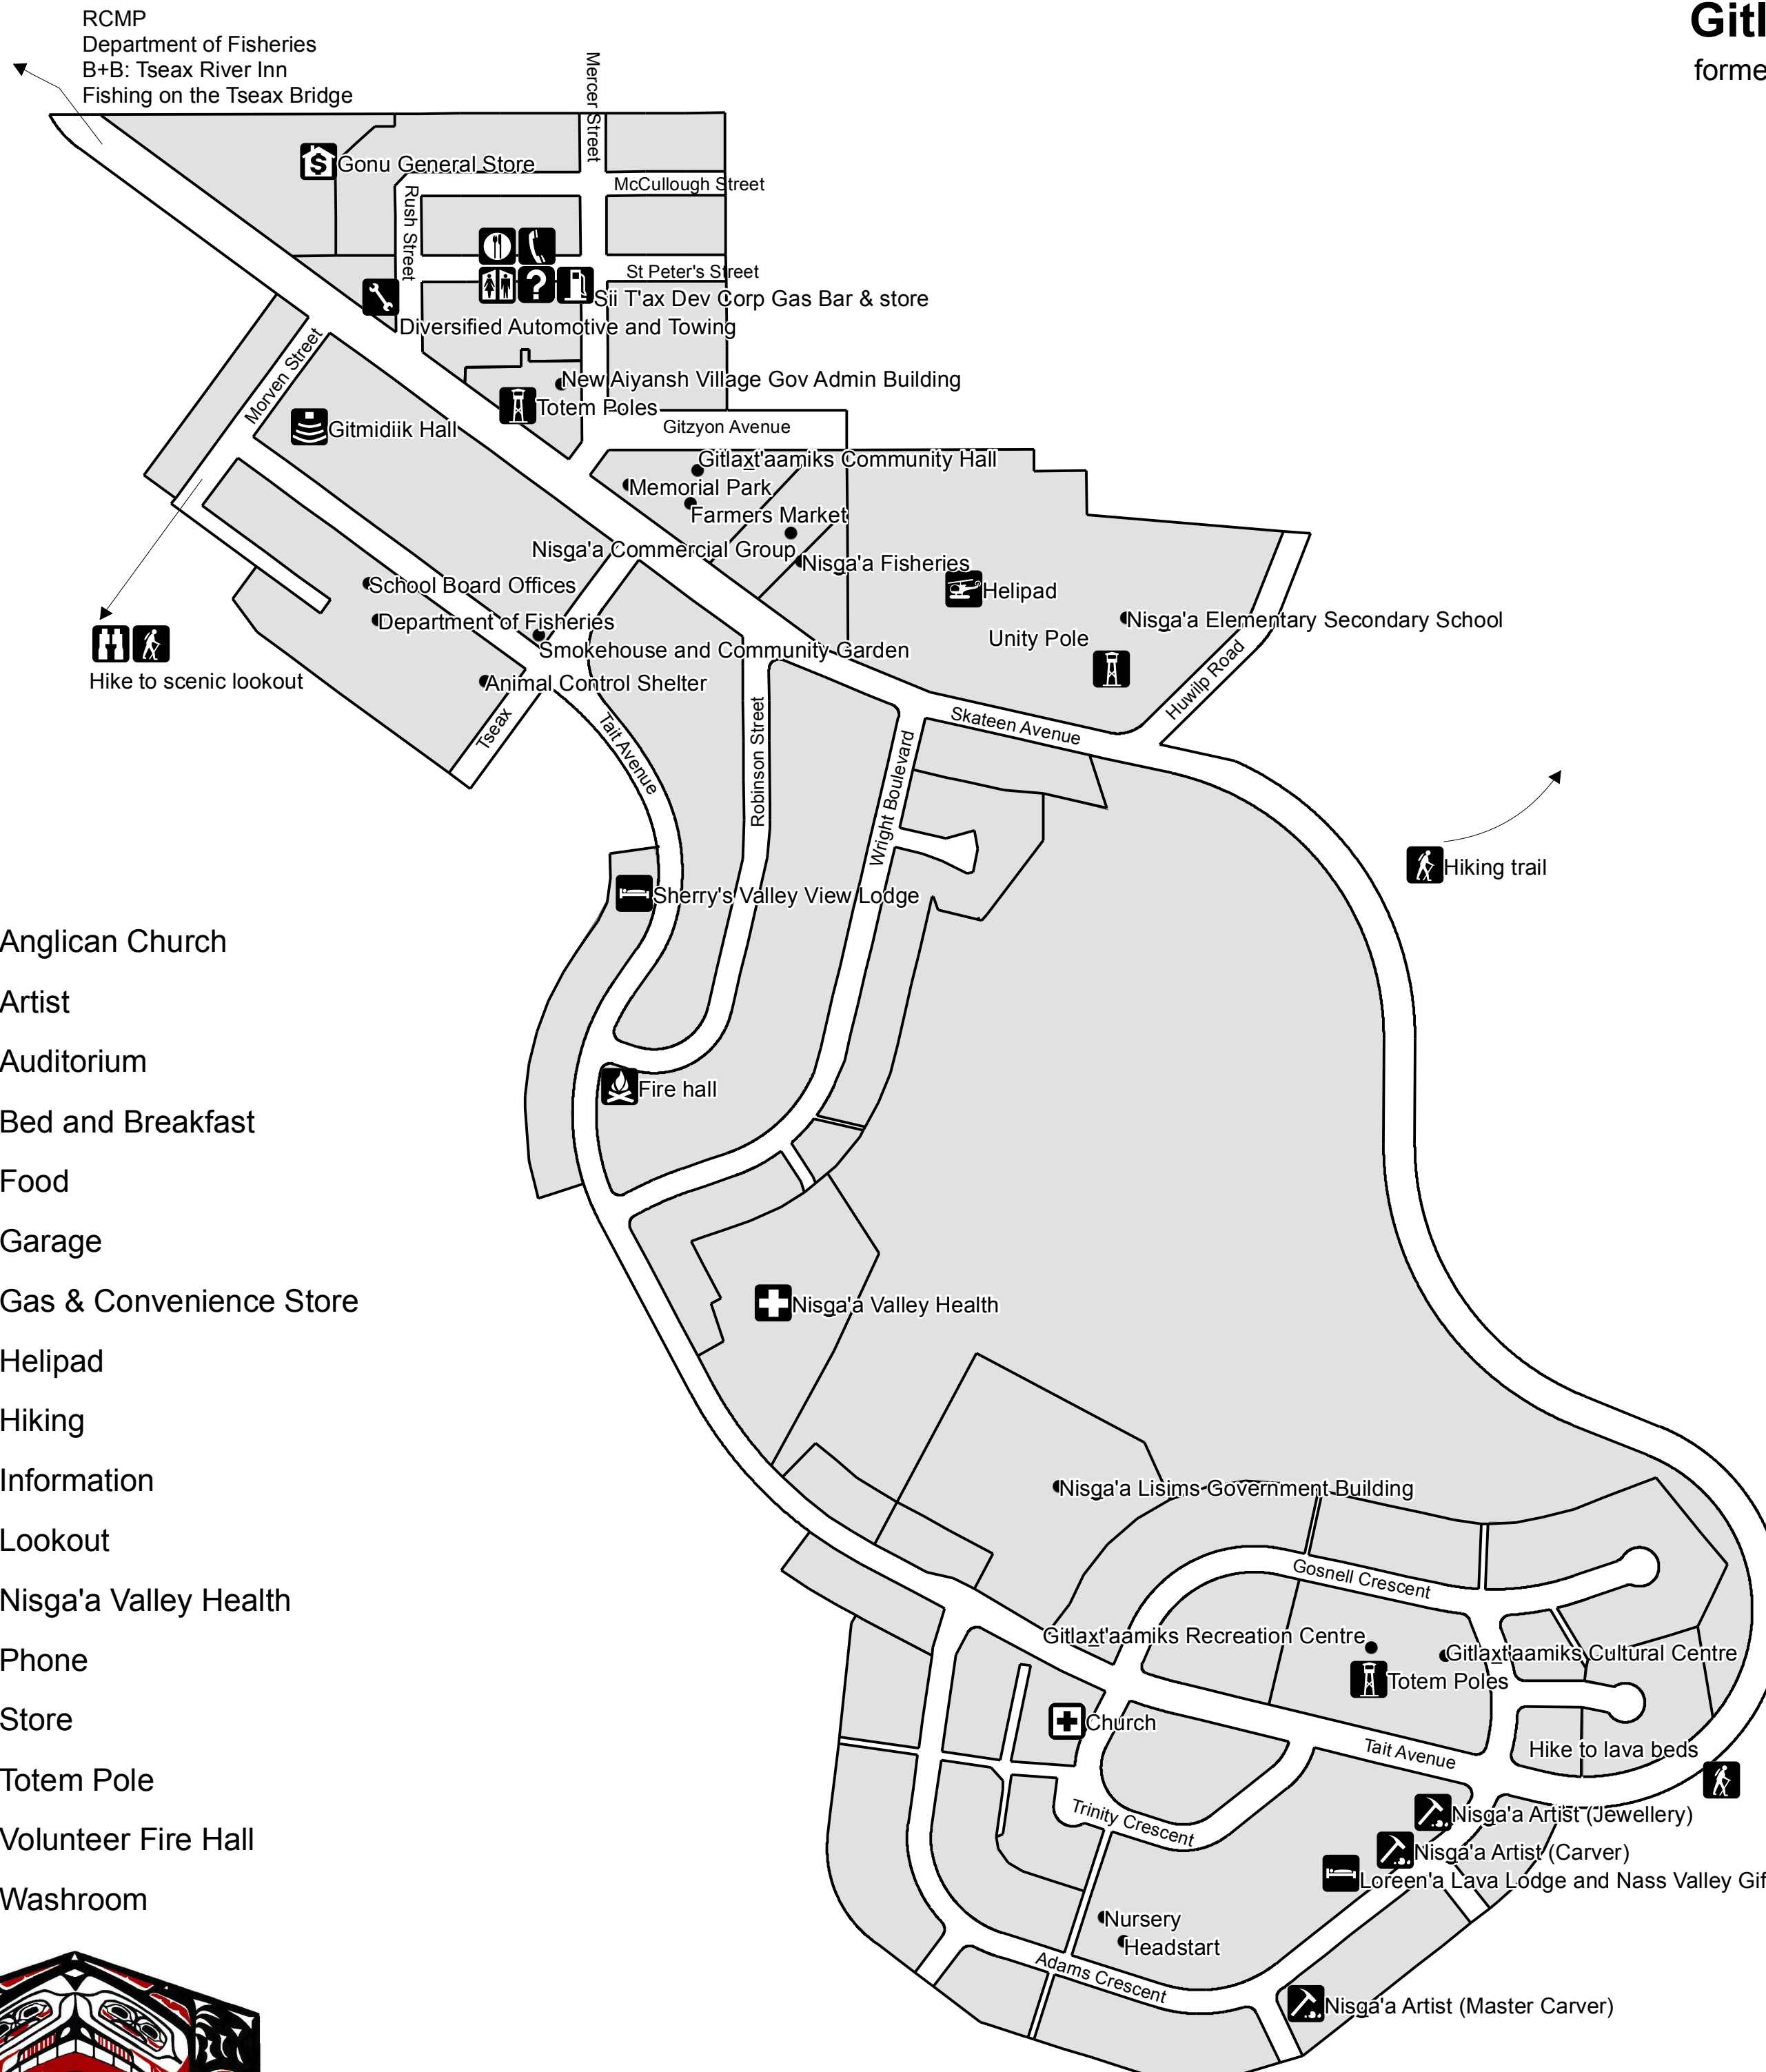 RCMP
Department of Fisheries
B+B: Tseax River Inn
Fishing on the Tseax Bridge
Gitl
forme
Mercer Street
Gonu General Store
McCullough Street
Rush Street
St Peter's Street
Sii T'ax Dev Corp Gas Bar & store
Diversified Automotive and Towing
Morven Street
New Aiyansh Village Gov Admin Building
Totem Poles
Gitzyon Avenue
Gitmidiik Hall
Gitlax̲t'aamiks Community Hall
Memorial Park
Farmers Market
Nisg̲a'a Commercial Group
Nisg̲a'a Fisheries
School Board Offices
Helipad
Department of Fisheries
Nisg̲a'a Elementary Secondary School
Unity Pole
Smokehouse and Community Garden
Hike to scenic lookout
Animal Control Shelter
Huwilp Road
Tseax
Tait Avenue
Robinson Street
Skateen Avenue
Wright Boulevard
Hiking trail
Sherry's Valley View Lodge
Fire hall
Nisg̲a'a Valley Health
Anglican Church
Artist
Auditorium
Bed and Breakfast
Food
Garage
Gas & Convenience Store
Helipad
Hiking
Information
Lookout
Nisg̲a'a Valley Health
Phone
Store
Totem Pole
Volunteer Fire Hall
Washroom
Nisg̲a'a Lisims Government Building
Gosnell Crescent
Gitlax̲t'aamiks Recreation Centre
Gitlax̲t'aamiks Cultural Centre
Totem Poles
Church
Tait Avenue
Hike to lava beds
Trinity Crescent
Nisg̲a'a Artist (Jewellery)
Nisg̲a'a Artist (Carver)
Loreen'a Lava Lodge and Nass Valley Gif
Nursery
Headstart
Adams Crescent
Nisg̲a'a Artist (Master Carver)